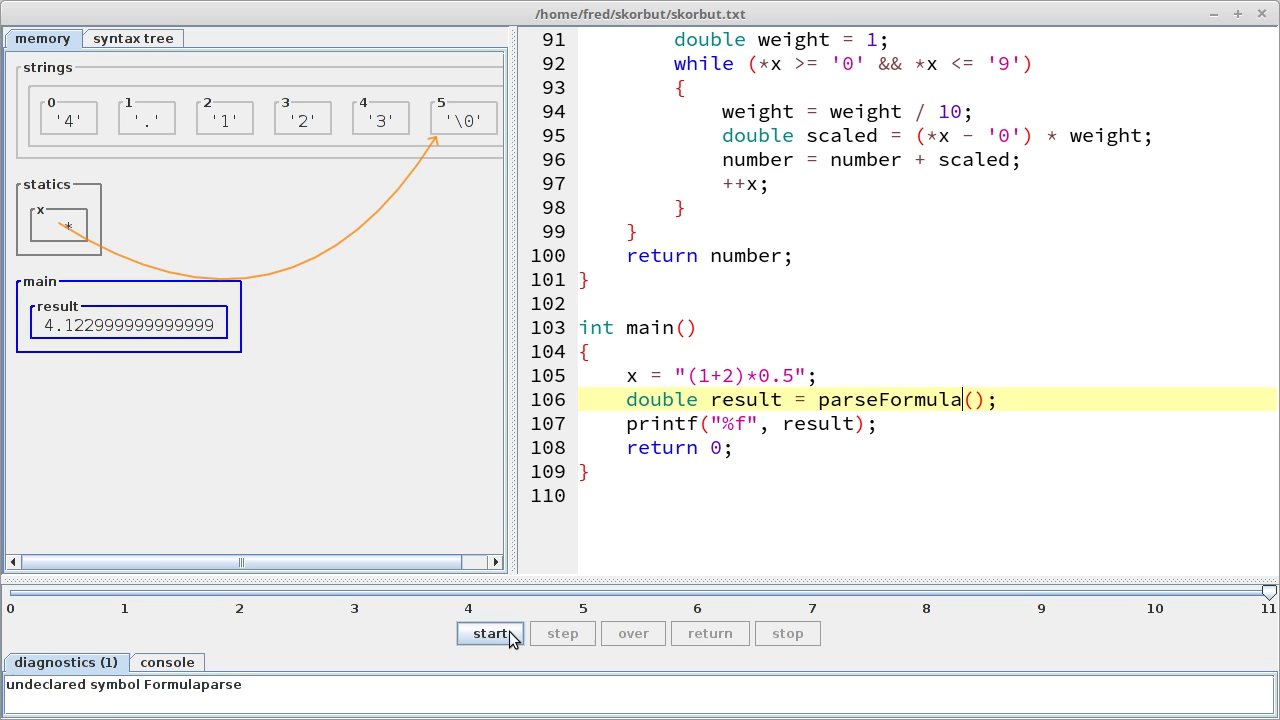 /home/fred/skorbut/skorbut.txt
memory
syntax tree
strings
0 1 2 3 4 5
'4' '.' '1' '2' '3' '\0'
statics
x
*
main
result
4.122999999999999
91 double weight = 1;
92 while (*x >= '0' && *x <= '9')
93 {
94 weight = weight / 10;
95 double scaled = (*x - '0') * weight;
96 number = number + scaled;
97 ++x;
98 }
99 }
100 return number;
101 }
102
103 int main()
104 {
105 x = "(1+2)*0.5";
106 double result = parseFormula();
107 printf("%f", result);
108 return 0;
109 }
110
0 1 2 3 4 5 6 7 8 9 10 11
start step over return stop
diagnostics (1) console
undeclared symbol Formulaparse